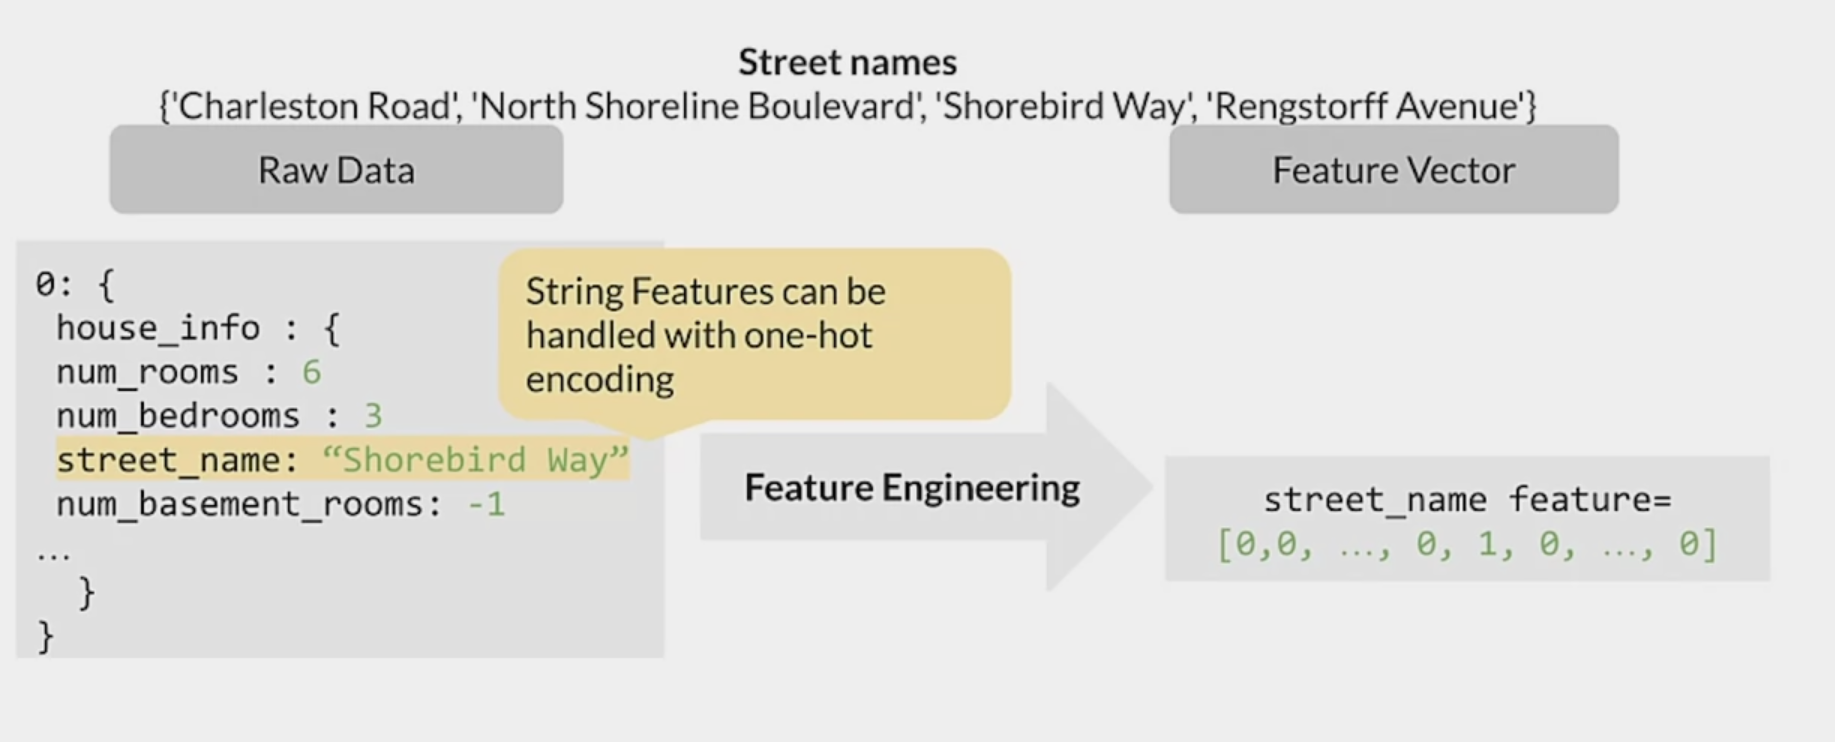 Street names
{'Charleston Road', 'North Shoreline Boulevard', 'Shorebird Way', 'Rengstorff Avenue'}
Raw Data
Feature Vector
0: {
house_info : {
num_rooms : 6
num_bedrooms : 3
street_name: “Shorebird Way”
num_basement_rooms: -1
...
}
}
String Features can be
handled with one-hot
encoding
Feature Engineering
street_name feature=
[0,0, ..., 0, 1, 0, ..., 0]